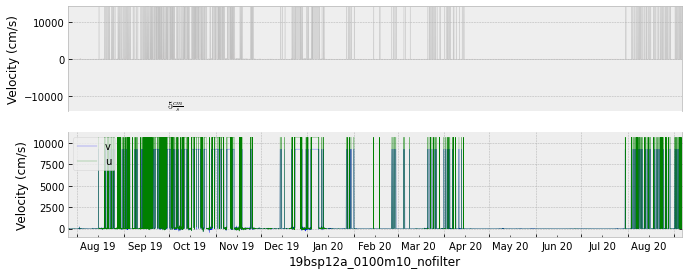 Velocity (cm/s)
10000
0
−10000
5 cm/s
Velocity (cm/s)
10000
7500
5000
2500
0
v
u
Aug 19 Sep 19 Oct 19 Nov 19 Dec 19 Jan 20 Feb 20 Mar 20 Apr 20 May 20 Jun 20 Jul 20 Aug 20
19bsp12a_0100m10_nofilter